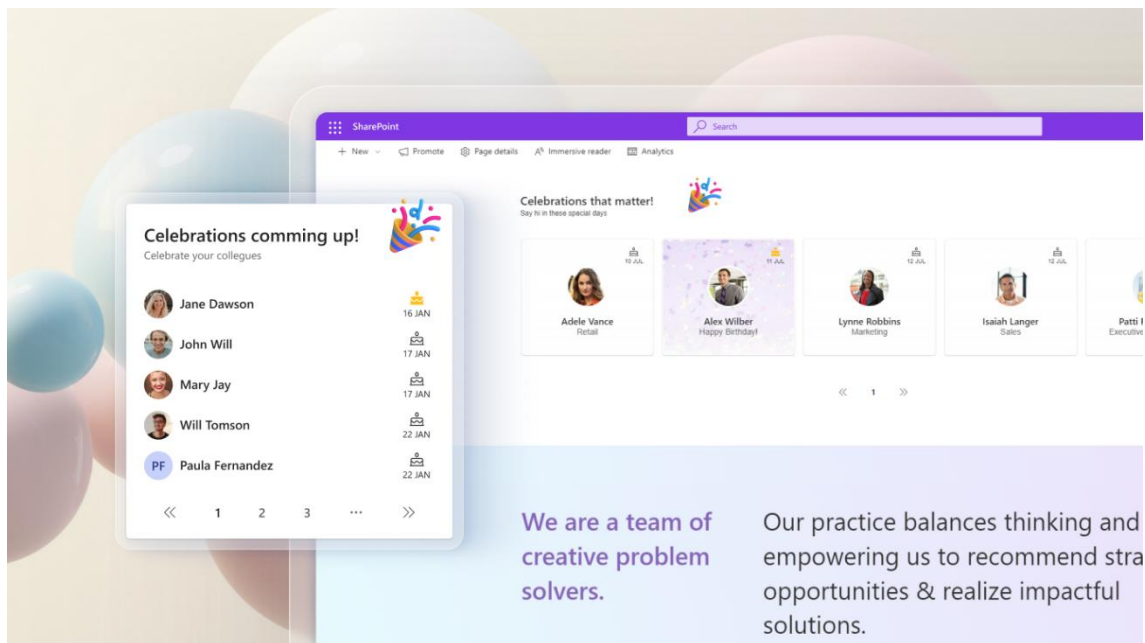 SharePoint
Search
+ New
Promote
Page details
Immersive reader
Analytics
Celebrations that matter!
Say hi in these special days
10 JUL
Adele Vance
Retail
11 JUL
Alex Wilber
Happy Birthday!
12 JUL
Lynne Robbins
Marketing
12 JUL
Isaiah Langer
Sales
Patti
Executive
« 1 »
Celebrations comming up!
Celebrate your collegues
Jane Dawson
16 JAN
John Will
17 JAN
Mary Jay
17 JAN
Will Tomson
22 JAN
PF Paula Fernandez
22 JAN
« 1 2 3 ... »
We are a team of
creative problem
solvers.
Our practice balances thinking and
empowering us to recommend stra
opportunities & realize impactful
solutions.